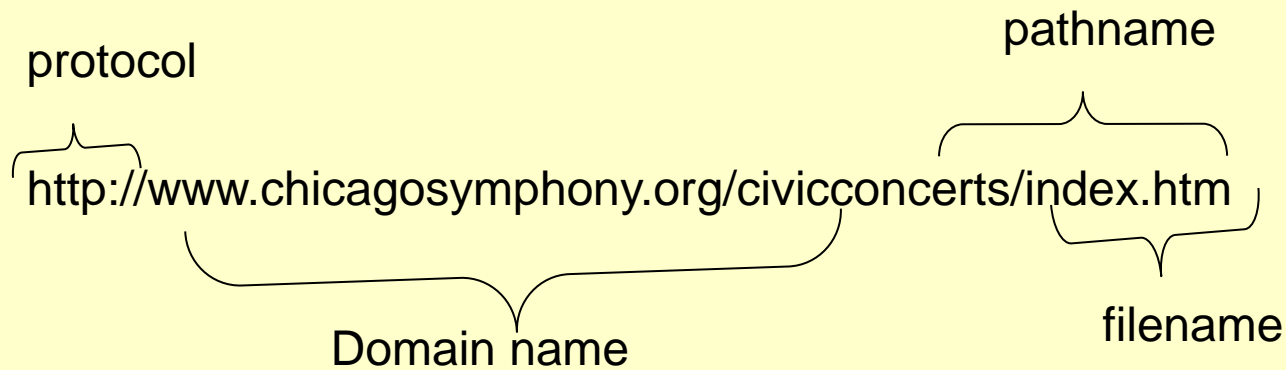 pathname
protocol
http://www.chicagosymphony.org/civicconcerts/index.htm
filename
Domain name